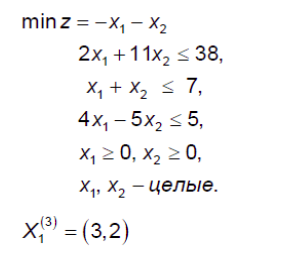 min z = −x₁ − x₂
2x₁ + 11x₂ ≤ 38,
x₁ + x₂ ≤ 7,
4x₁ − 5x₂ ≤ 5,
x₁ ≥ 0, x₂ ≥ 0,
x₁, x₂ − целые.
X₁⁽³⁾ = (3,2)